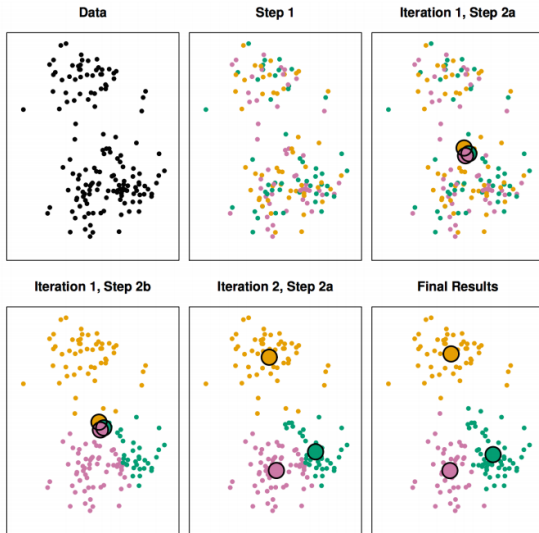 Data
Step 1
Iteration 1, Step 2a
Iteration 1, Step 2b
Iteration 2, Step 2a
Final Results